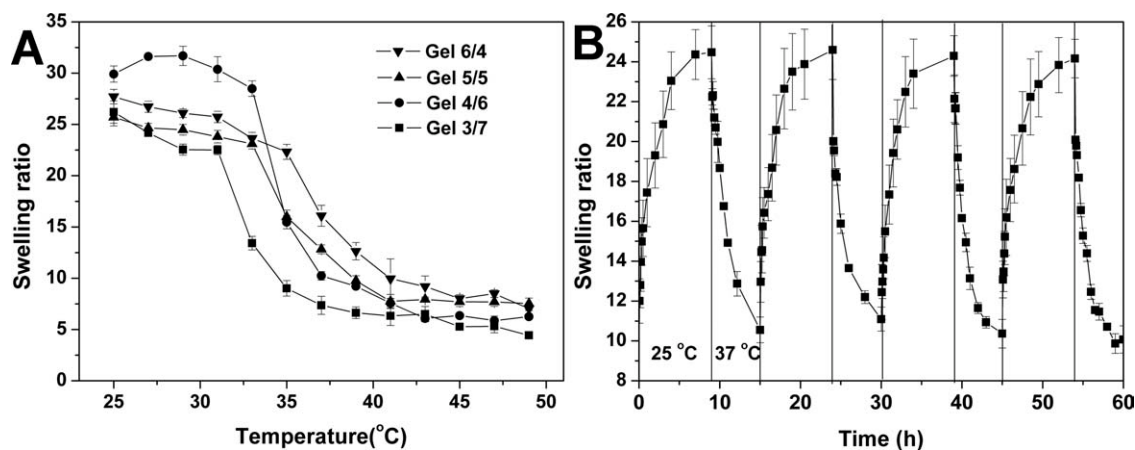 A
Swelling ratio
35
30
25
20
15
10
5
0
Gel 6/4
Gel 5/5
Gel 4/6
Gel 3/7
25
30
35
40
45
50
Temperature(°C)
B
Swelling ratio
26
24
22
20
18
16
14
12
10
8
25 °C
37 °C
0
10
20
30
40
50
60
Time (h)